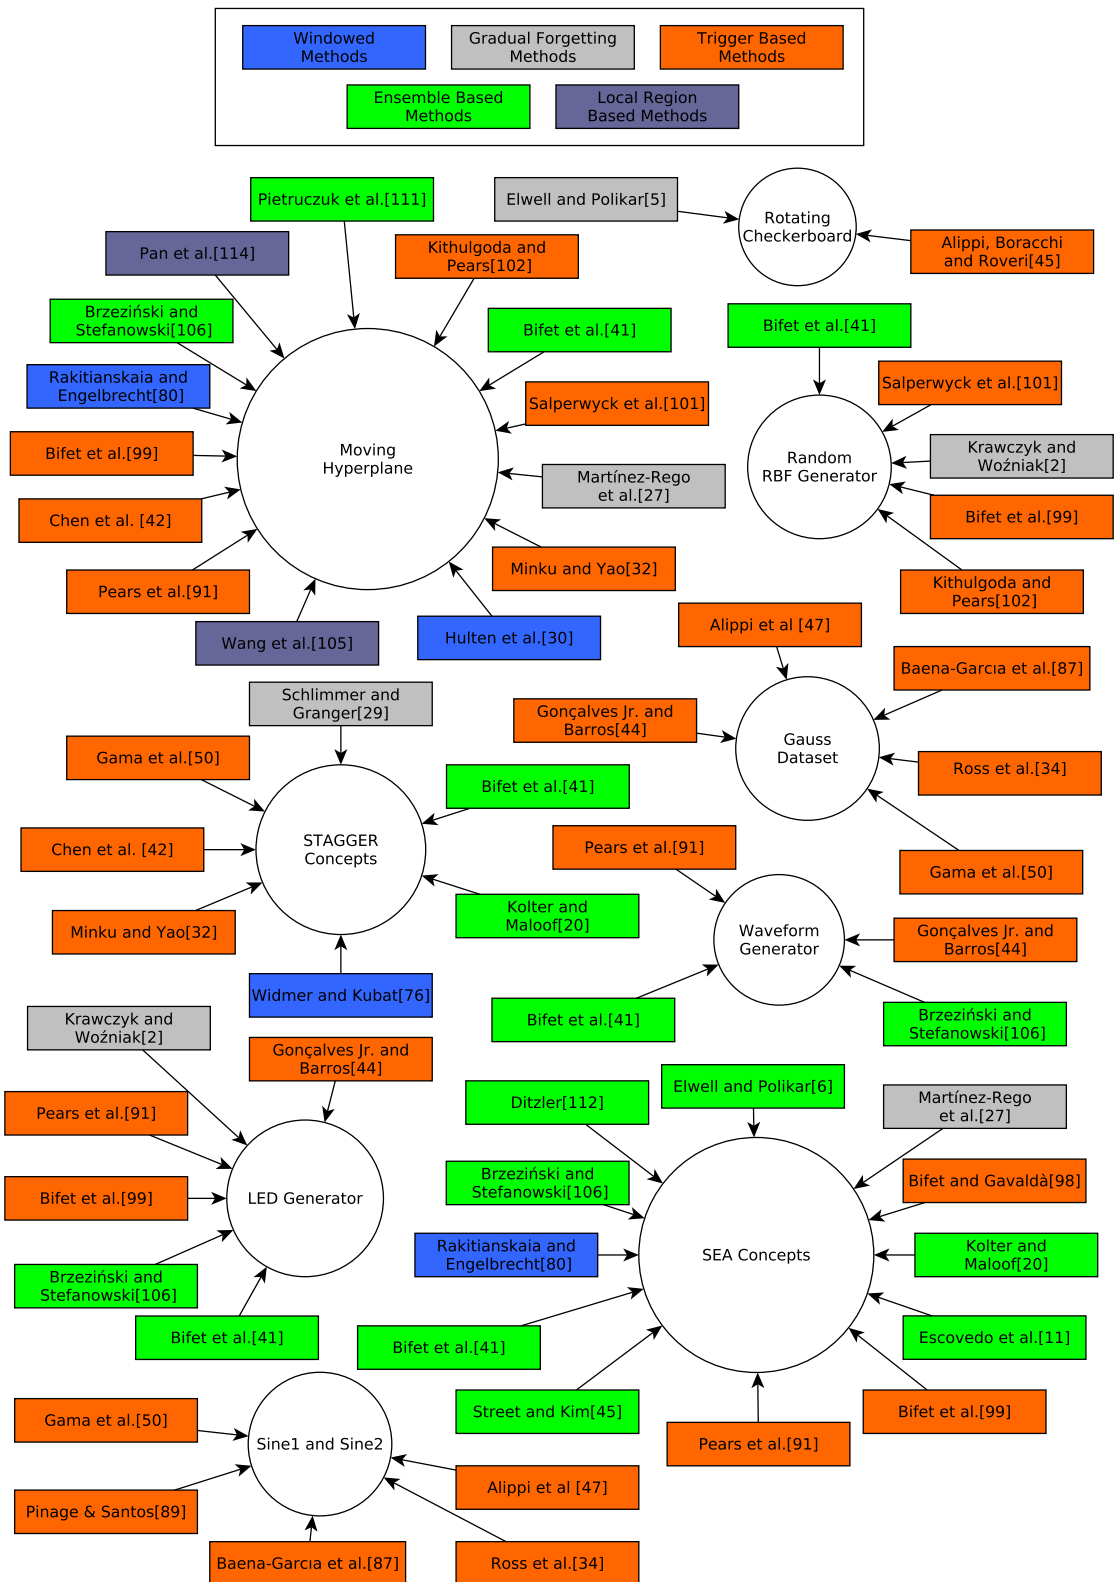 Windowed
Methods
Gradual Forgetting
Methods
Trigger Based
Methods
Ensemble Based
Methods
Local Region
Based Methods
Pietruczuk et al.[111]
Pan et al.[114]
Kithulgoda and
Pears[102]
Brzeziński and
Stefanowski[106]
Bifet et al.[41]
Rakitianskaia and
Engelbrecht[80]
Salperwyck et al.[101]
Bifet et al.[99]
Moving
Hyperplane
Martínez-Rego
et al.[27]
Chen et al. [42]
Minku and Yao[32]
Pears et al.[91]
Wang et al.[105]
Hulten et al.[30]
Elwell and Polikar[5]
Rotating
Checkerboard
Alippi, Boracchi
and Roveri[45]
Bifet et al.[41]
Salperwyck et al.[101]
Random
RBF Generator
Krawczyk and
Woźniak[2]
Bifet et al.[99]
Kithulgoda and
Pears[102]
Alippi et al [47]
Baena-Garcıa et al.[87]
Gonçalves Jr. and
Barros[44]
Gauss
Dataset
Ross et al.[34]
Gama et al.[50]
Schlimmer and
Granger[29]
Gama et al.[50]
Bifet et al.[41]
Chen et al. [42]
STAGGER
Concepts
Minku and Yao[32]
Kolter and
Maloof[20]
Widmer and Kubat[76]
Pears et al.[91]
Waveform
Generator
Gonçalves Jr. and
Barros[44]
Bifet et al.[41]
Brzeziński and
Stefanowski[106]
Krawczyk and
Woźniak[2]
Gonçalves Jr. and
Barros[44]
Pears et al.[91]
Bifet et al.[99]
LED Generator
Brzeziński and
Stefanowski[106]
Bifet et al.[41]
Elwell and Polikar[6]
Ditzler[112]
Martínez-Rego
et al.[27]
Brzeziński and
Stefanowski[106]
Bifet and Gavaldà[98]
Rakitianskaia and
Engelbrecht[80]
SEA Concepts
Kolter and
Maloof[20]
Bifet et al.[41]
Escovedo et al.[11]
Street and Kim[45]
Bifet et al.[99]
Pears et al.[91]
Gama et al.[50]
Sine1 and Sine2
Pinage & Santos[89]
Alippi et al [47]
Baena-Garcıa et al.[87]
Ross et al.[34]